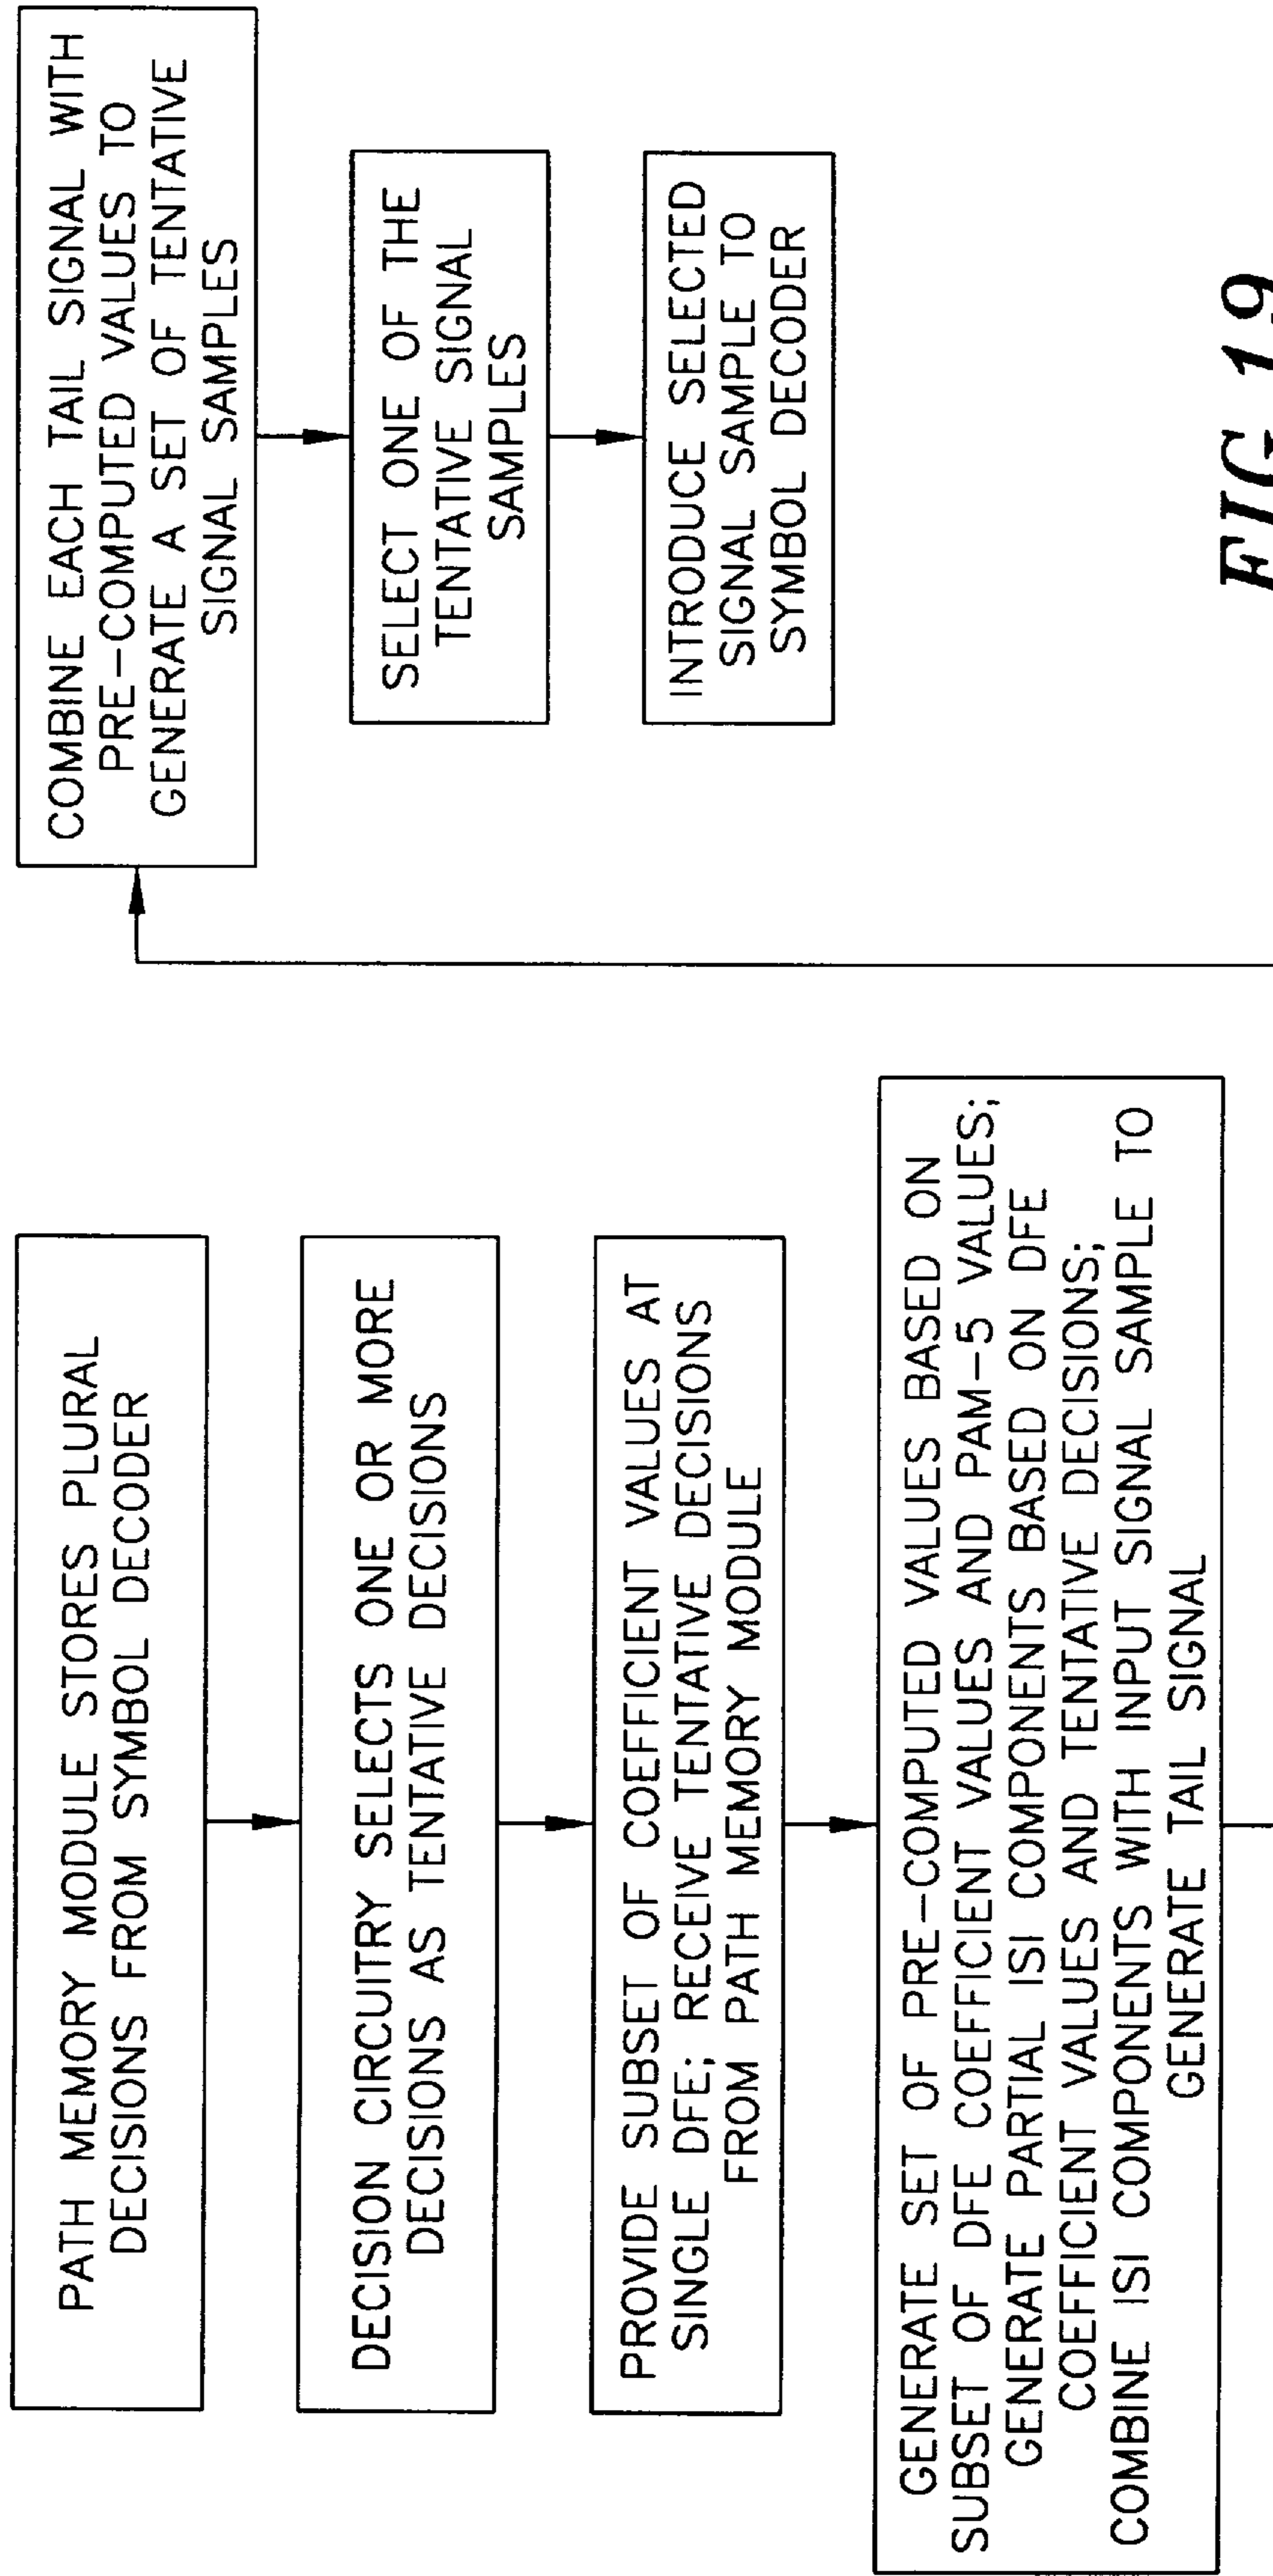 PATH MEMORY MODULE STORES PLURAL
DECISIONS FROM SYMBOL DECODER
DECISION CIRCUITRY SELECTS ONE OR MORE
DECISIONS AS TENTATIVE DECISIONS
PROVIDE SUBSET OF COEFFICIENT VALUES AT
SINGLE DFE; RECEIVE TENTATIVE DECISIONS
FROM PATH MEMORY MODULE
GENERATE SET OF PRE-COMPUTED VALUES BASED ON
SUBSET OF DFE COEFFICIENT VALUES AND PAM-5 VALUES;
GENERATE PARTIAL ISI COMPONENTS BASED ON DFE
COEFFICIENT VALUES AND TENTATIVE DECISIONS;
COMBINE ISI COMPONENTS WITH INPUT SIGNAL SAMPLE TO
GENERATE TAIL SIGNAL
COMBINE EACH TAIL SIGNAL WITH
PRE-COMPUTED VALUES TO
GENERATE A SET OF TENTATIVE
SIGNAL SAMPLES
SELECT ONE OF THE
TENTATIVE SIGNAL
SAMPLES
INTRODUCE SELECTED
SIGNAL SAMPLE TO
SYMBOL DECODER
FIG. 19